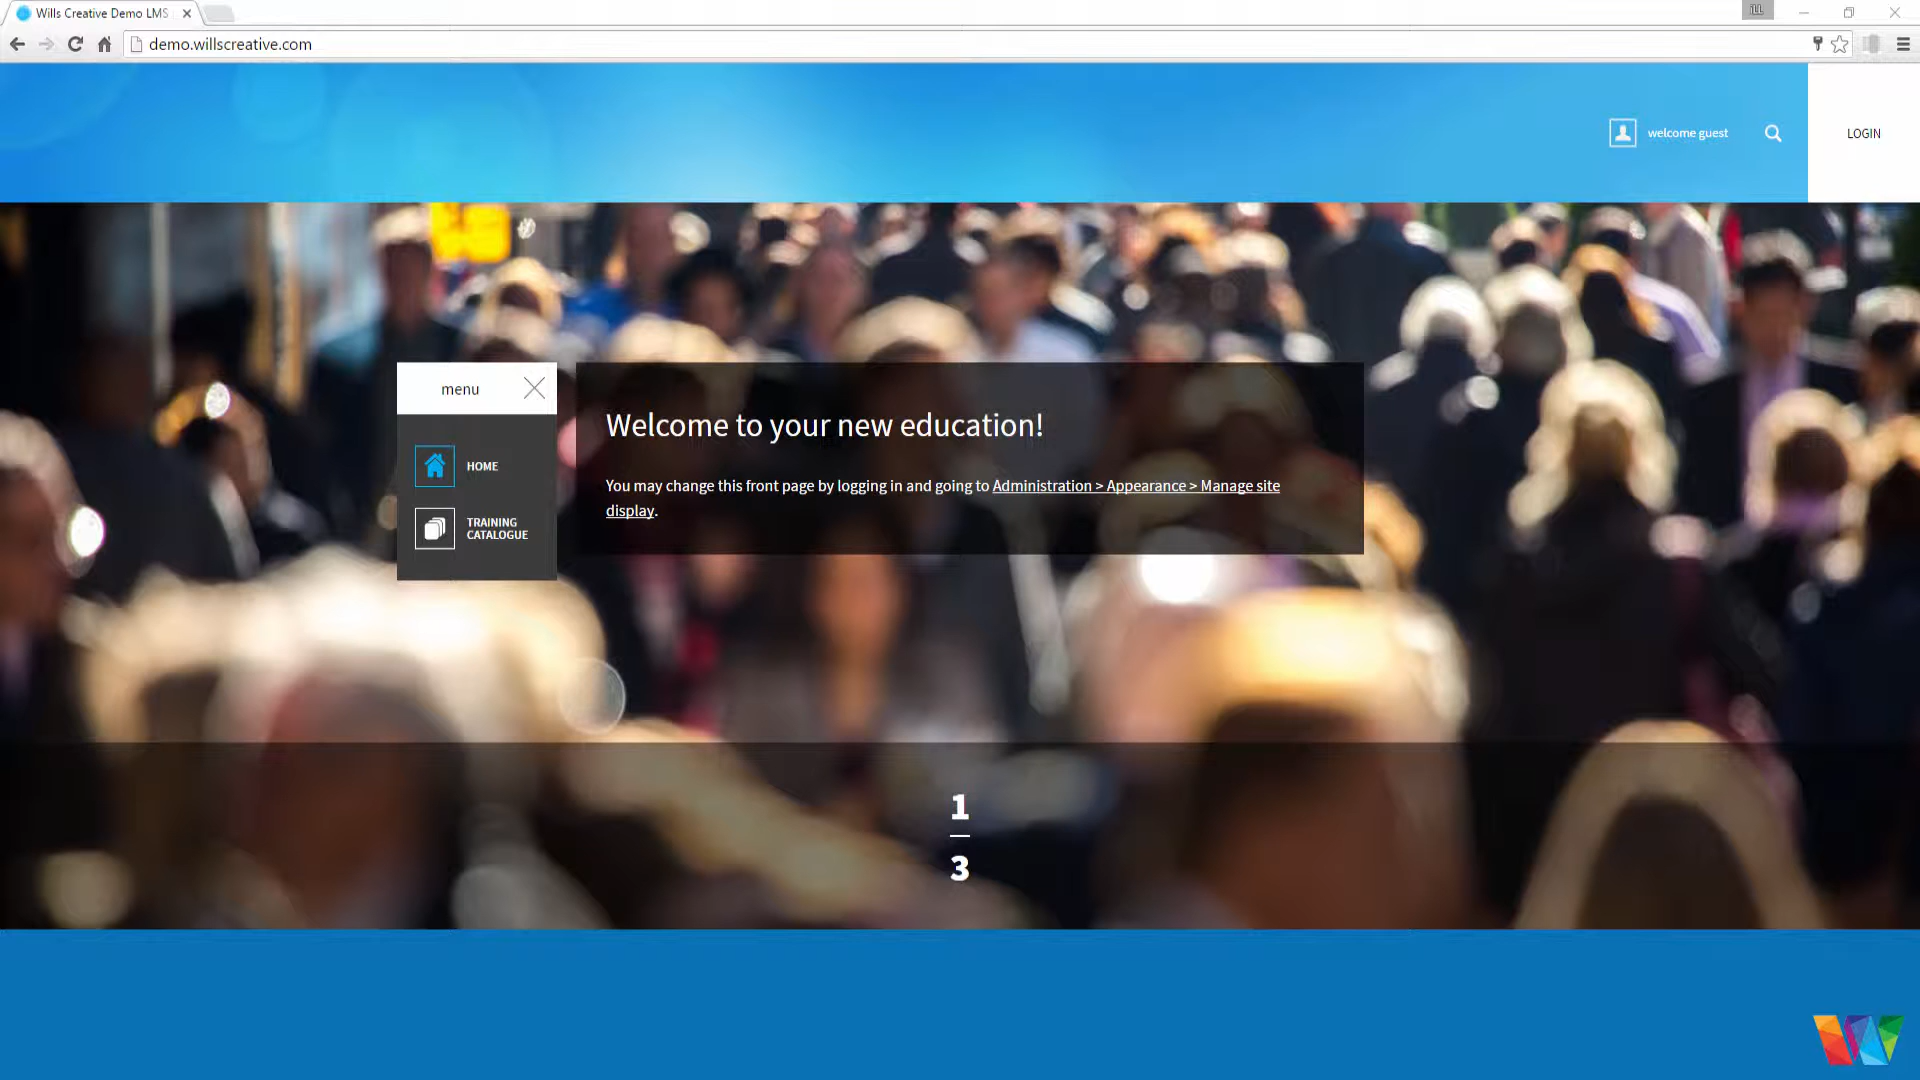 Wills Creative Demo LMS
demo.willscreative.com
welcome guest
LOGIN
menu
HOME
TRAINING
CATALOGUE
Welcome to your new education!
You may change this front page by logging in and going to Administration > Appearance > Manage site
display.
1
3